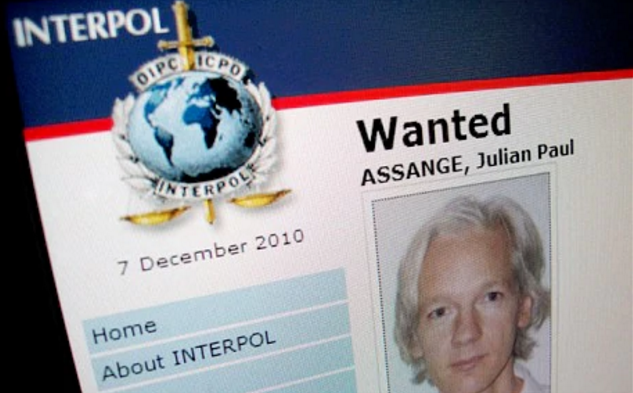 INTERPOL
OIPC ICPO
INTERPOL
Wanted
ASSANGE, Julian Paul
7 December 2010
Home
About INTERPOL